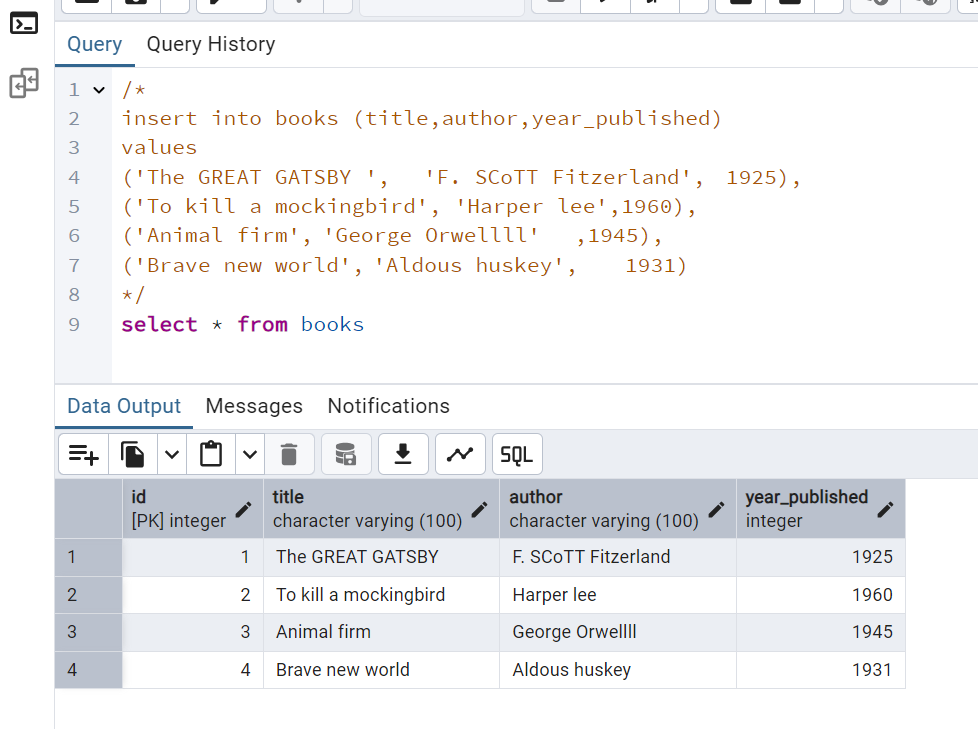 Query Query History
1 /*
2 insert into books (title,author,year_published)
3 values
4 ('The GREAT GATSBY ',   'F. SCoTT Fitzerland',  1925),
5 ('To kill a mockingbird', 'Harper lee',1960),
6 ('Animal firm', 'George Orwellll'   ,1945),
7 ('Brave new world', 'Aldous huskey',    1931)
8 */
9 select * from books
Data Output Messages Notifications
SQL
id title author year_published
[PK] integer character varying (100) character varying (100) integer
1 1 The GREAT GATSBY F. SCoTT Fitzerland 1925
2 2 To kill a mockingbird Harper lee 1960
3 3 Animal firm George Orwellll 1945
4 4 Brave new world Aldous huskey 1931